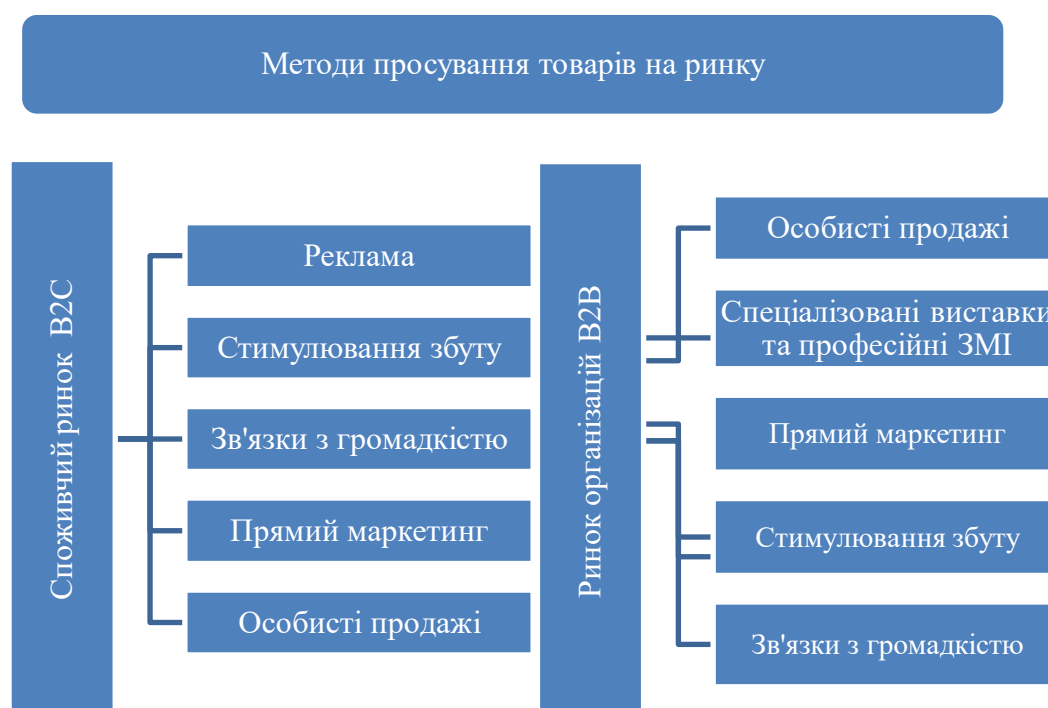 Методи просування товарів на ринку
Споживчий ринок  B2C
Реклама
Стимулювання збуту
Зв'язки з громадкістю
Прямий маркетинг
Особисті продажі
Ринок організацій  B2B
Особисті продажі
Спеціалізовані виставки
та професійні ЗМІ
Прямий маркетинг
Стимулювання збуту
Зв'язки з громадкістю